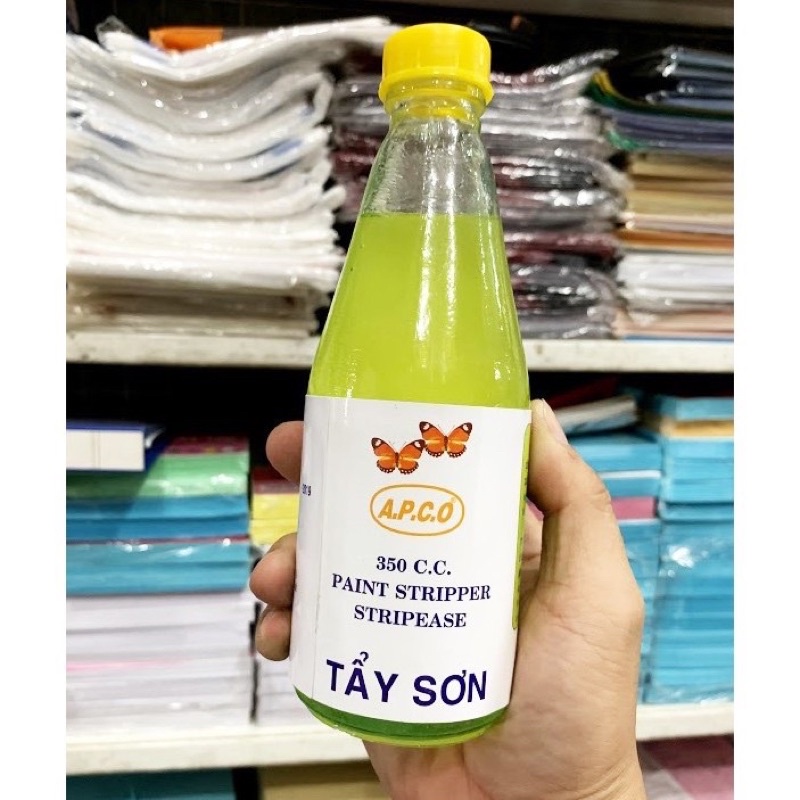 A.P.C.O
350 C.C.
PAINT STRIPPER
STRIPEASE
TẨY SƠN